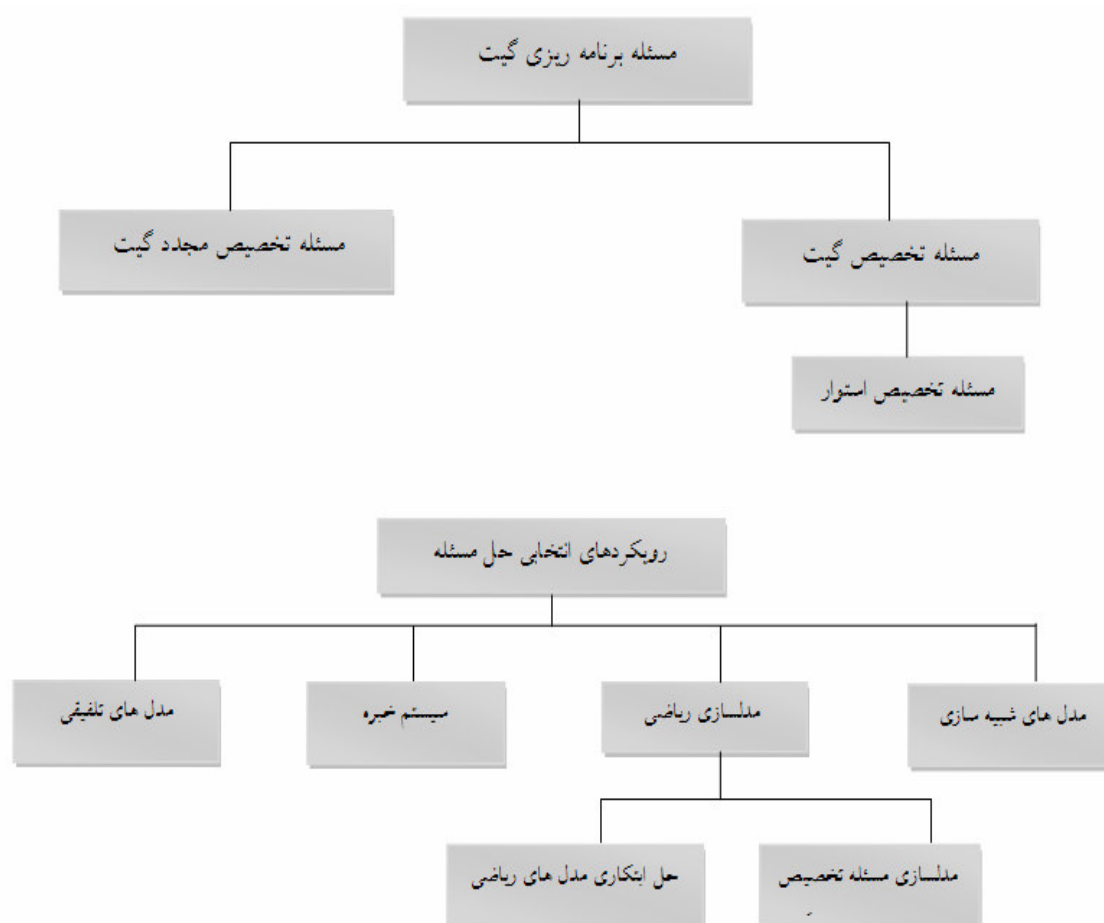 مسئله برنامه ریزی گیت
مسئله تخصیص گیت
مسئله تخصیص مجدد گیت
مسئله تخصیص استوار
رویکردهای انتخابی حل مسئله
مدل های شبیه سازی
مدلسازی ریاضی
سیستم خبره
مدل های تلفیقی
مدلسازی مسئله تخصیص
حل ابتکاری مدل های ریاضی